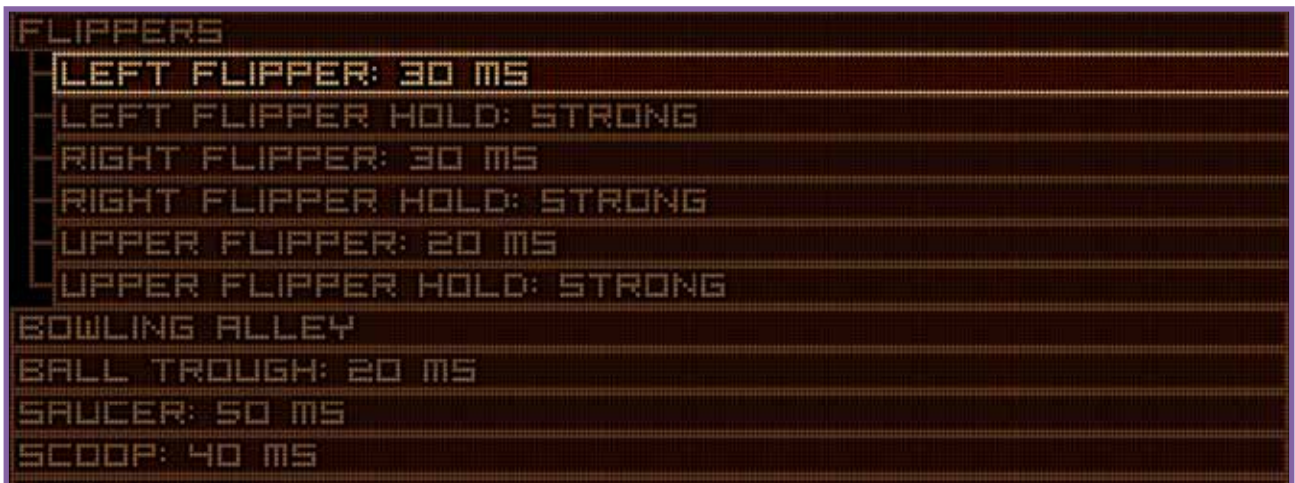 FLIPPERS
LEFT FLIPPER: 30 MS
LEFT FLIPPER HOLD: STRONG
RIGHT FLIPPER: 30 MS
RIGHT FLIPPER HOLD: STRONG
UPPER FLIPPER: 20 MS
UPPER FLIPPER HOLD: STRONG
BOWLING ALLEY
BALL TROUGH: 20 MS
SAUCER: 50 MS
SCOOP: 40 MS